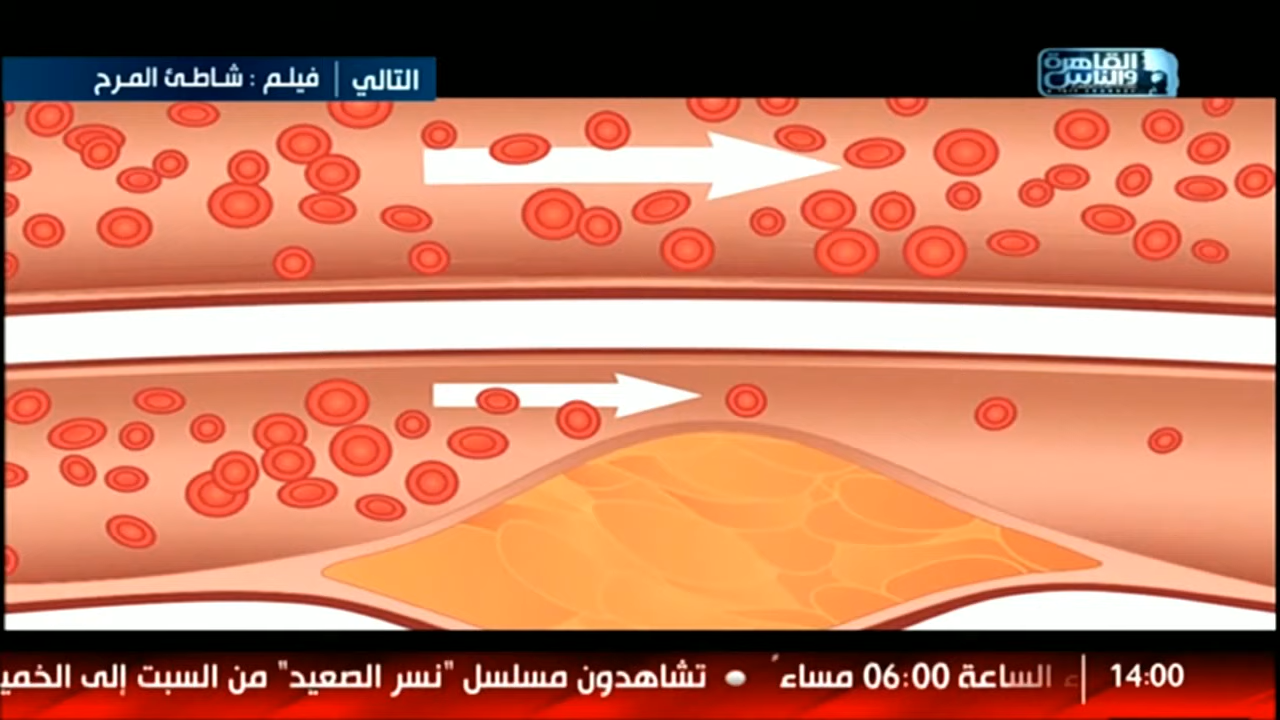 القاهرة
والناس
التالي | فيلم : شاطئ المرح
14:00 | الساعة 06:00 مساءً • تشاهدون مسلسل "نسر الصعيد" من السبت إلى الخمي